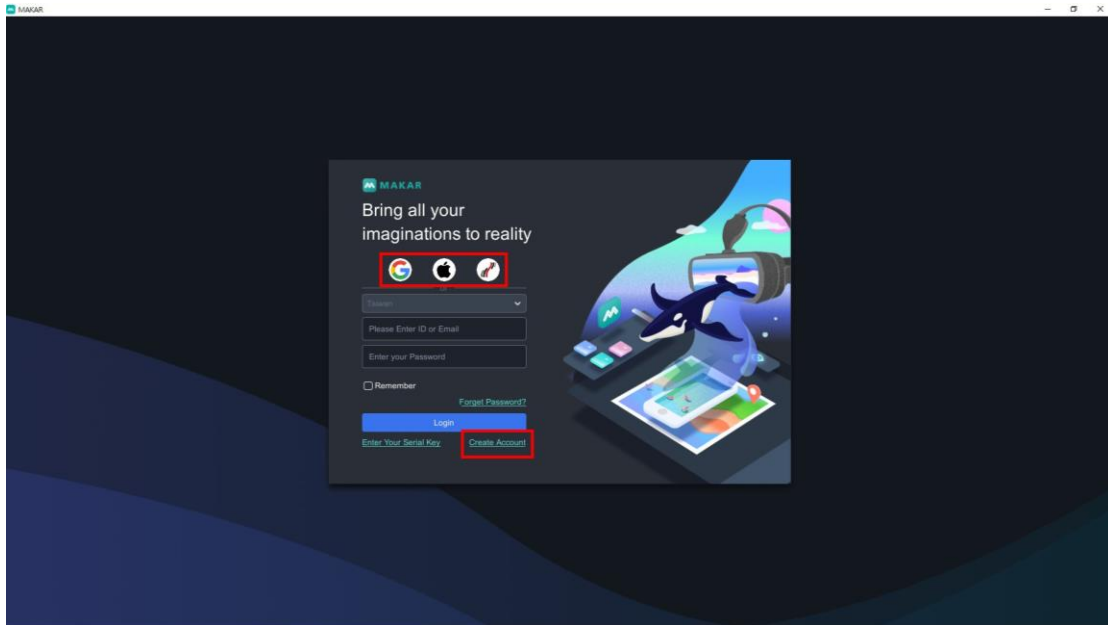 MAKAR
MAKAR
Bring all your
imaginations to reality
Taiwan
Please Enter ID or Email
Enter your Password
Remember
Forget Password?
Login
Enter Your Serial Key
Create Account